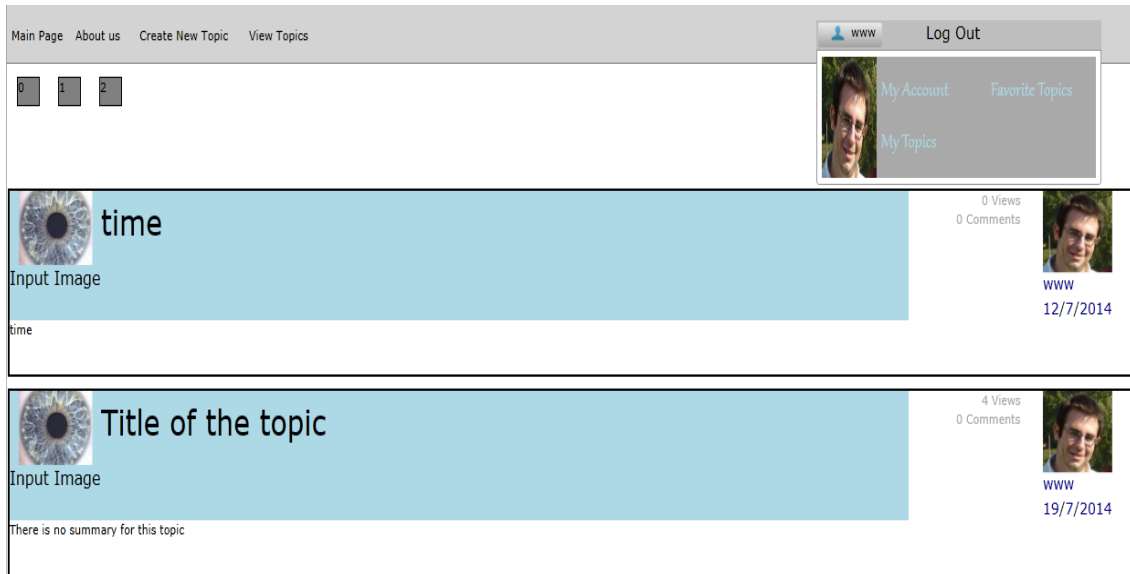 Main Page About us Create New Topic View Topics
www Log Out
0 1 2
My Account Favorite Topics
My Topics
time
Input Image
time
0 Views
0 Comments
www
12/7/2014
Title of the topic
Input Image
There is no summary for this topic
4 Views
0 Comments
www
19/7/2014